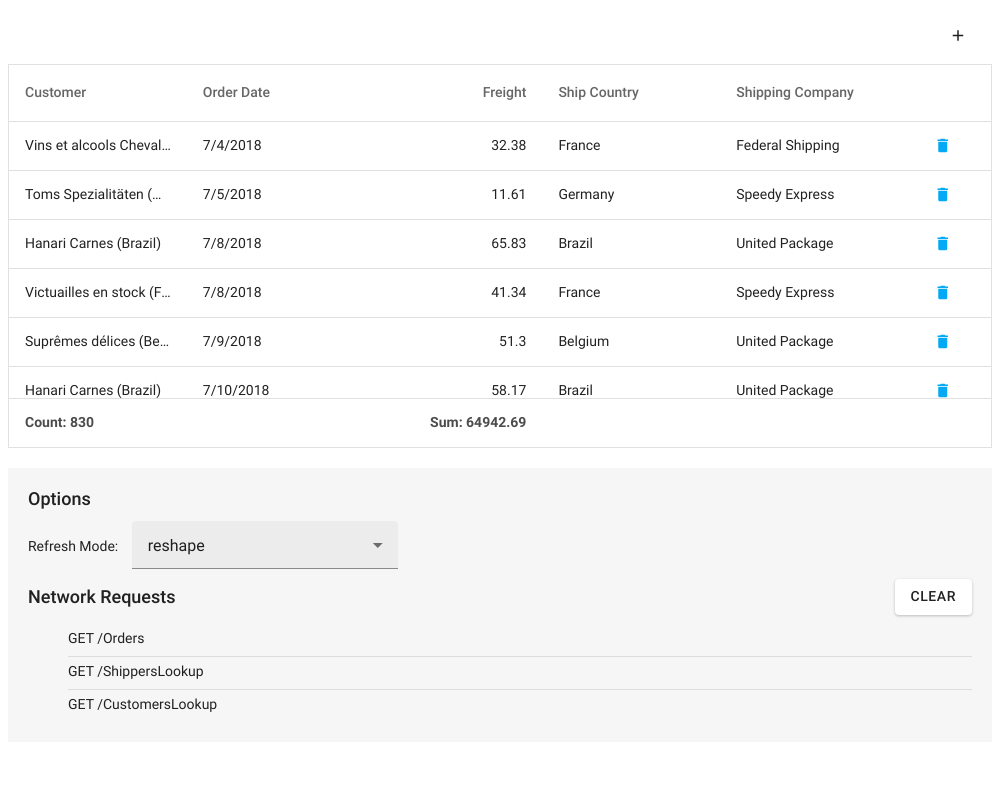 +
Customer Order Date Freight Ship Country Shipping Company
Vins et alcools Cheval... 7/4/2018 32.38 France Federal Shipping
Toms Spezialitäten (... 7/5/2018 11.61 Germany Speedy Express
Hanari Carnes (Brazil) 7/8/2018 65.83 Brazil United Package
Victuailles en stock (F... 7/8/2018 41.34 France Speedy Express
Suprêmes délices (Be... 7/9/2018 51.3 Belgium United Package
Hanari Carnes (Brazil) 7/10/2018 58.17 Brazil United Package
Count: 830 Sum: 64942.69
Options
Refresh Mode: reshape
Network Requests CLEAR
GET /Orders
GET /ShippersLookup
GET /CustomersLookup